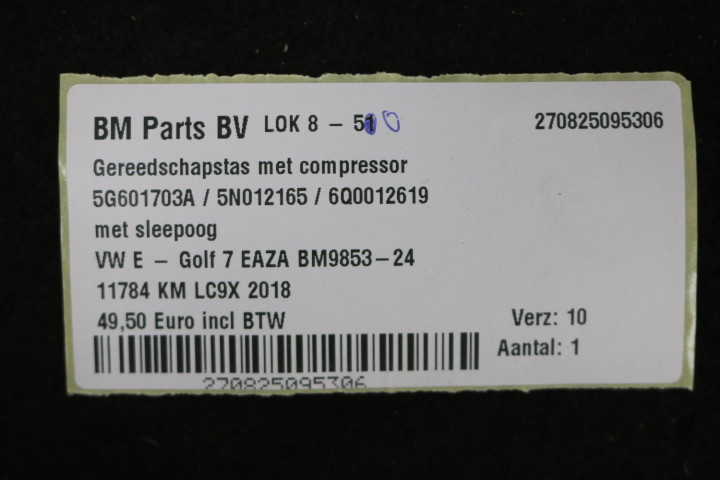 BM Parts BV LOK 8 - 510 270825095306
Gereedschapstas met compressor
5G601703A / 5N012165 / 6Q0012619
met sleepoog
VW E - Golf 7 EAZA BM9853-24
11784 KM LC9X 2018
49,50 Euro incl BTW
Verz: 10
Aantal: 1
270825095306